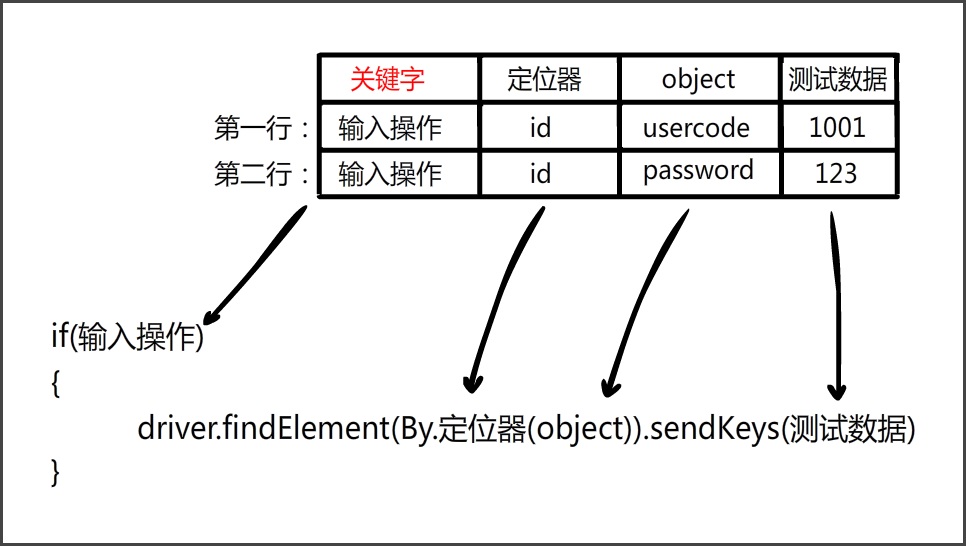 关键字 定位器 object 测试数据
第一行： 输入操作 id usercode 1001
第二行： 输入操作 id password 123
if(输入操作)
{
driver.findElement(By.定位器(object)).sendKeys(测试数据)
}